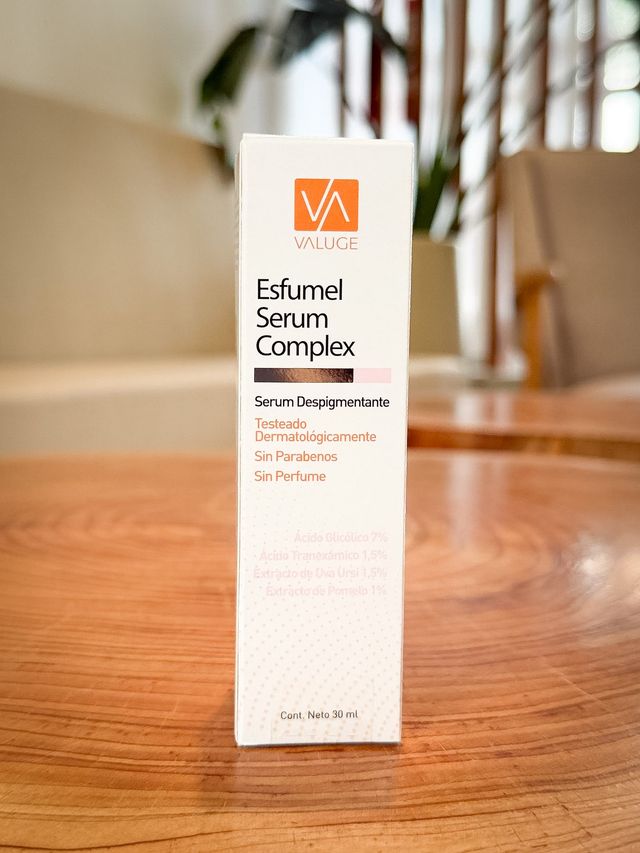 VA
VALUGE
Esfumel
Serum
Complex
Serum Despigmentante
Testeado
Dermatológicamente
Sin Parabenos
Sin Perfume
Ácido Glicólico 7%
Ácido Tranexámico 1,5%
Extracto de Uva Ursi 1,5%
Extracto de Pomelo 1%
Cont. Neto 30 ml